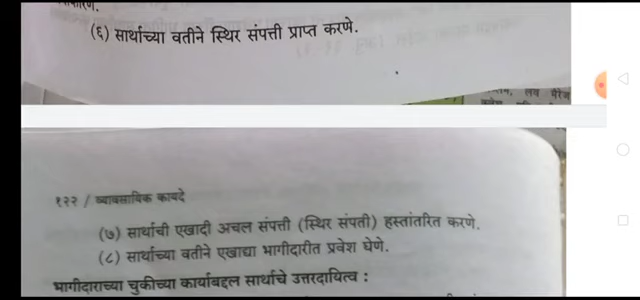 (६) सार्थाच्या वतीने स्थिर संपत्ती प्राप्त करणे.
१२२ / व्यावसायिक कायदे
(७) सार्थाची एखादी अचल संपत्ती (स्थिर संपती) हस्तांतरित करणे.
(८) सार्थाच्या वतीने एखाद्या भागीदारीत प्रवेश घेणे.
भागीदाराच्या चुकीच्या कार्याबद्दल सार्थाचे उत्तरदायित्व :